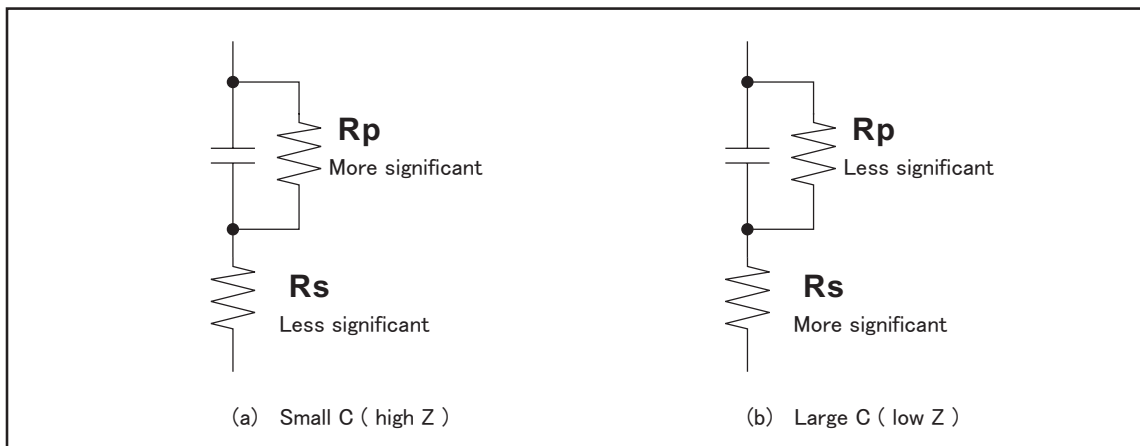 Rp
More significant
Rs
Less significant
(a) Small C ( high Z )
Rp
Less significant
Rs
More significant
(b) Large C ( low Z )